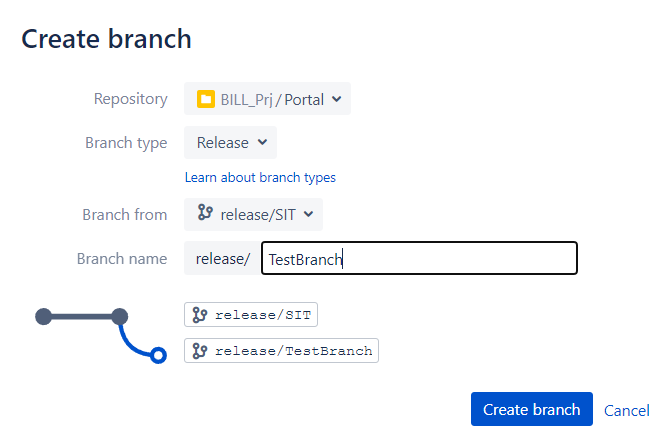 Create branch
Repository BILL_Prj / Portal
Branch type Release
Learn about branch types
Branch from release/SIT
Branch name release/ TestBranch
release/SIT
release/TestBranch
Create branch Cancel